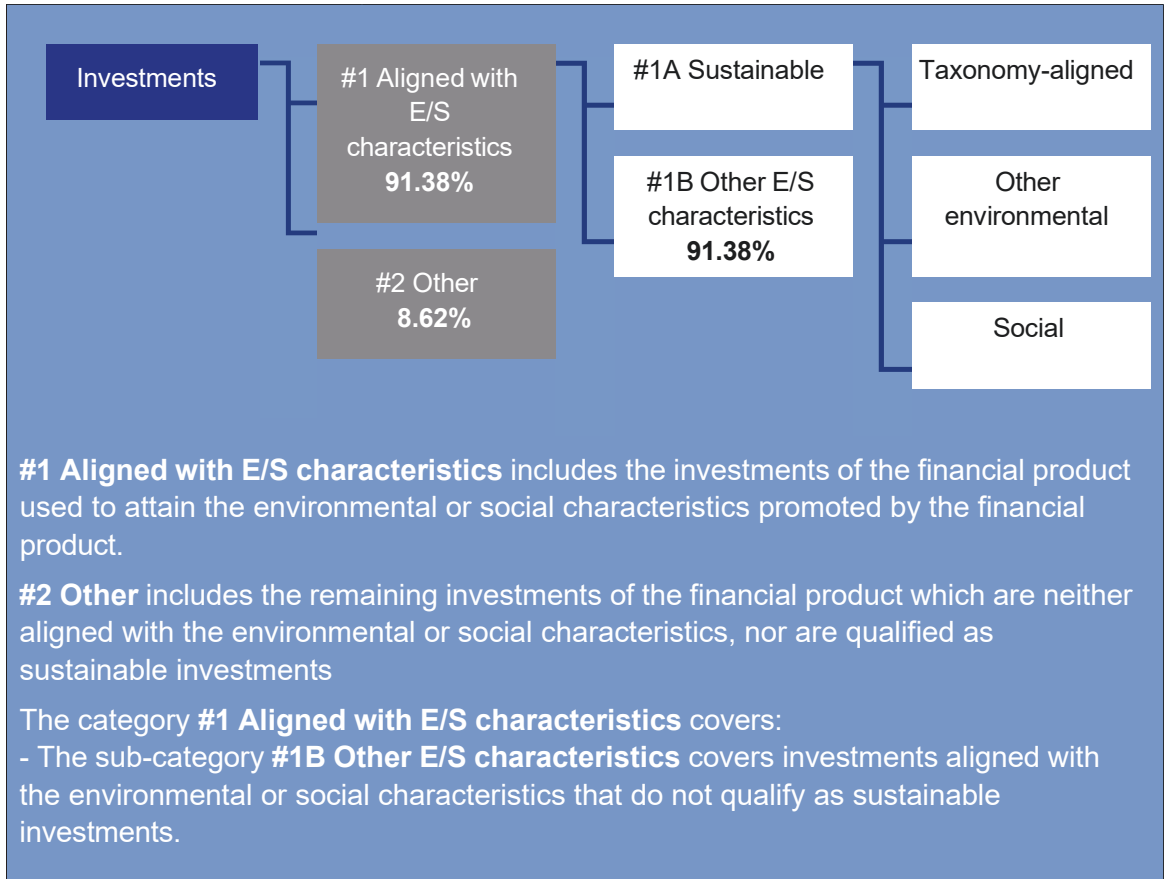 Investments
#1 Aligned with
E/S
characteristics
91.38%
#2 Other
8.62%
#1A Sustainable
#1B Other E/S
characteristics
91.38%
Taxonomy-aligned
Other
environmental
Social
#1 Aligned with E/S characteristics includes the investments of the financial product
used to attain the environmental or social characteristics promoted by the financial
product.
#2 Other includes the remaining investments of the financial product which are neither
aligned with the environmental or social characteristics, nor are qualified as
sustainable investments
The category #1 Aligned with E/S characteristics covers:
- The sub-category #1B Other E/S characteristics covers investments aligned with
the environmental or social characteristics that do not qualify as sustainable
investments.